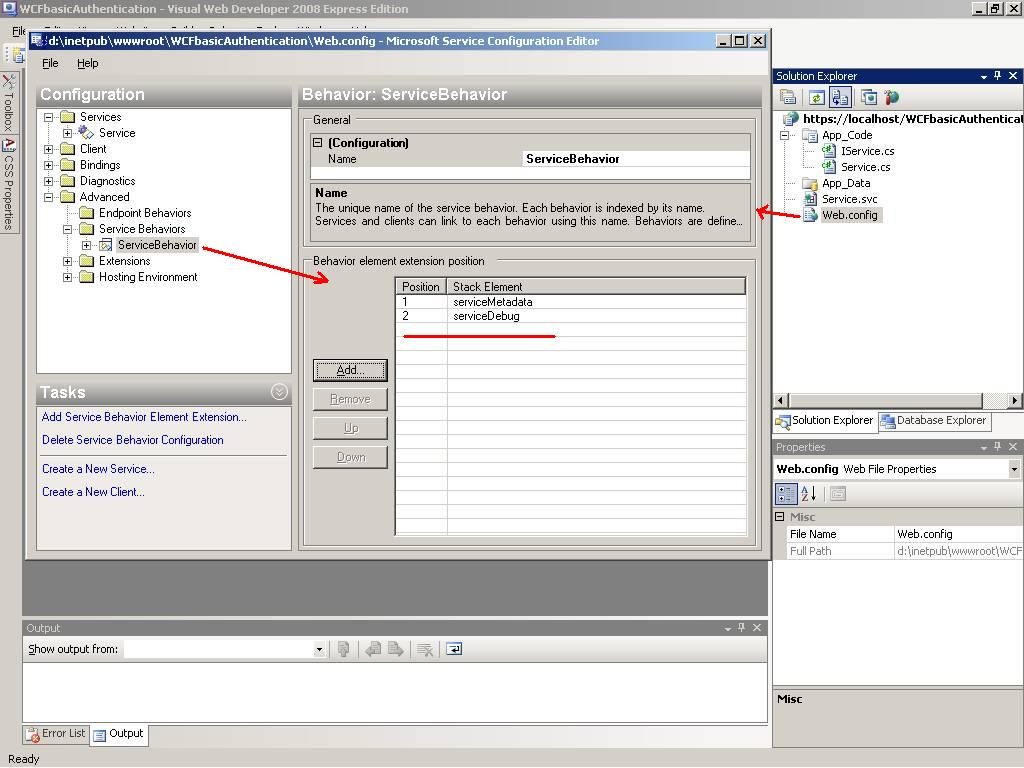 WCFbasicAuthentication - Visual Web Developer 2008 Express Edition
d:\inetpub\wwwroot\WCFbasicAuthentication\Web.config - Microsoft Service Configuration Editor
File Help
Toolbox
CSS Properties
Configuration
Services
Service
Client
Bindings
Diagnostics
Advanced
Endpoint Behaviors
Service Behaviors
ServiceBehavior
Extensions
Hosting Environment
Tasks
Add Service Behavior Element Extension...
Delete Service Behavior Configuration
Create a New Service...
Create a New Client...
Behavior: ServiceBehavior
General
(Configuration)
Name ServiceBehavior
Name
The unique name of the service behavior. Each behavior is indexed by its name.
Services and clients can link to each behavior using this name. Behaviors are define...
Behavior element extension position
Position Stack Element
1 serviceMetadata
2 serviceDebug
Add...
Remove
Up
Down
Solution Explorer
https://localhost/WCFbasicAuthenticat
App_Code
IService.cs
Service.cs
App_Data
Service.svc
Web.config
Solution Explorer Database Explorer
Properties
Web.config Web File Properties
Misc
File Name Web.config
Full Path d:\inetpub\wwwroot\WCF
Misc
Output
Show output from:
Error List Output
Ready